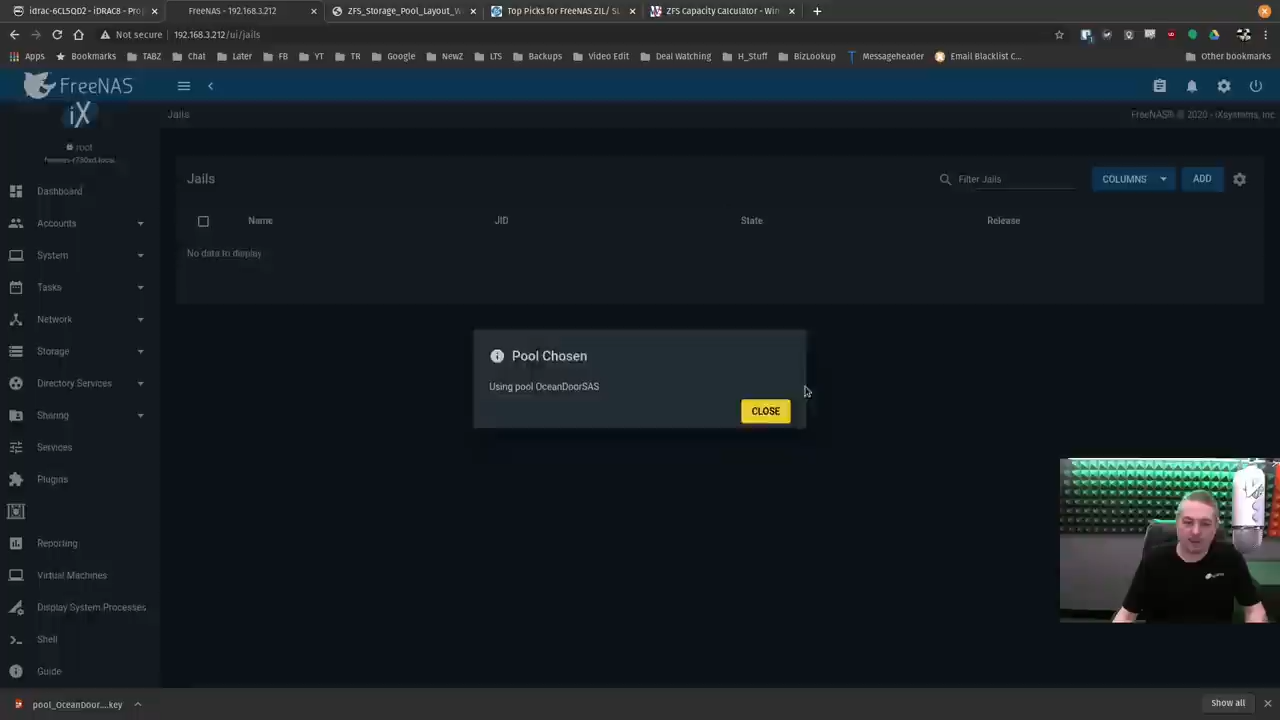 idrac-6CL5QD2 - iDRAC8 - Pro
FreeNAS - 192.168.3.212
ZFS_Storage_Pool_Layout_W
Top Picks for FreeNAS ZIL/ SL
ZFS Capacity Calculator - Win
Not secure
192.168.3.212/ui/jails
Apps
Bookmarks
TABZ
Chat
Later
FB
YT
TR
Google
NewZ
LTS
Backups
Video Edit
Deal Watching
H_Stuff
BizLookup
Messageheader
Email Blacklist C...
Other bookmarks
FreeNAS
Jails
FreeNAS® © 2020 - iXsystems, Inc.
iX
root
freenas-r730xd.local
Dashboard
Accounts
System
Tasks
Network
Storage
Directory Services
Sharing
Services
Plugins
Reporting
Virtual Machines
Display System Processes
Shell
Guide
Jails
Filter Jails
COLUMNS
ADD
Name
JID
State
Release
No data to display
Pool Chosen
Using pool OceanDoorSAS
CLOSE
pool_OceanDoor....key
Show all